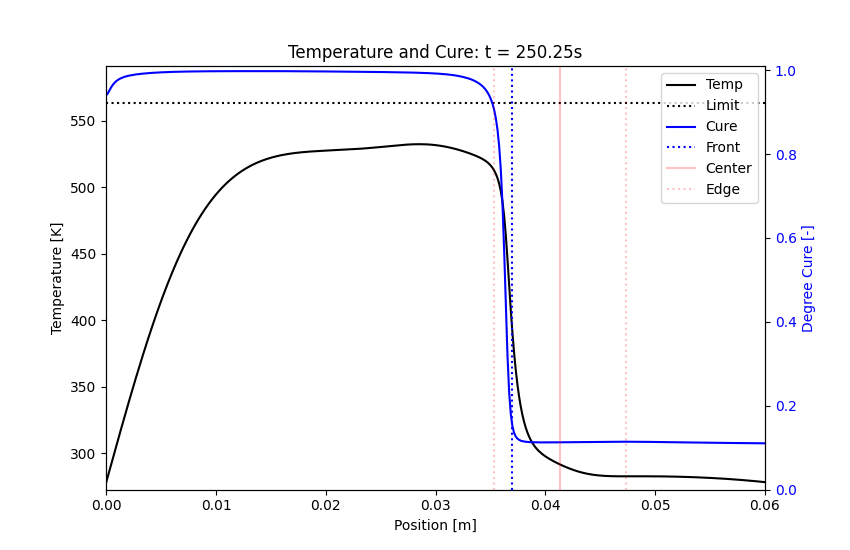 Temperature and Cure: t = 250.25s
Temp
Limit
Cure
Front
Center
Edge
Temperature [K]
550
500
450
400
350
300
1.0
0.8
0.6
0.4
0.2
0.0
Degree Cure [-]
0.00 0.01 0.02 0.03 0.04 0.05 0.06
Position [m]